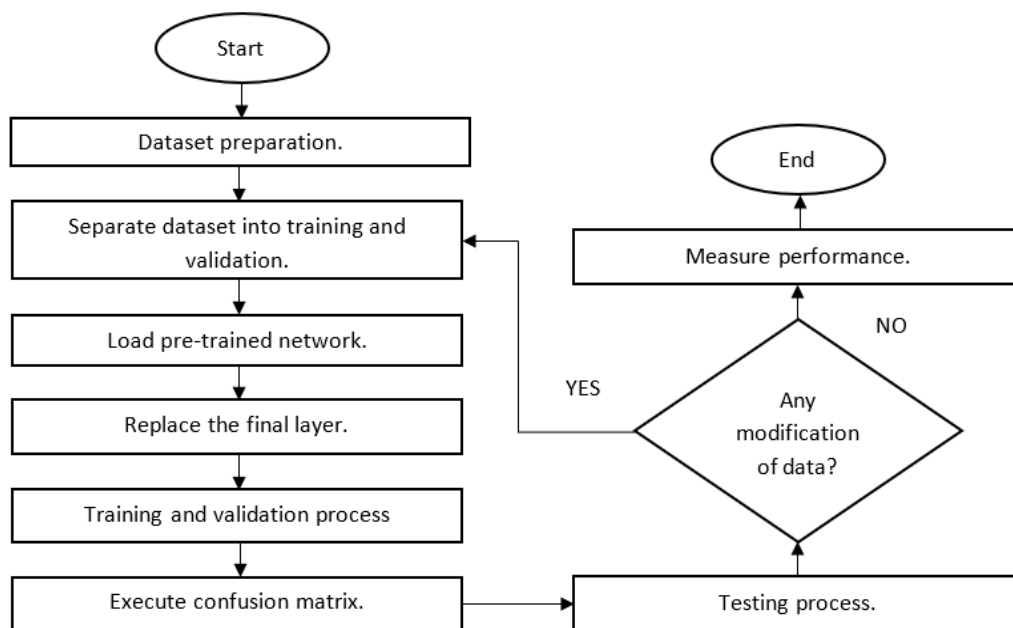 Start
Dataset preparation.
Separate dataset into training and
validation.
Load pre-trained network.
Replace the final layer.
Training and validation process
Execute confusion matrix.
Testing process.
Any
modification
of data?
YES
NO
Measure performance.
End